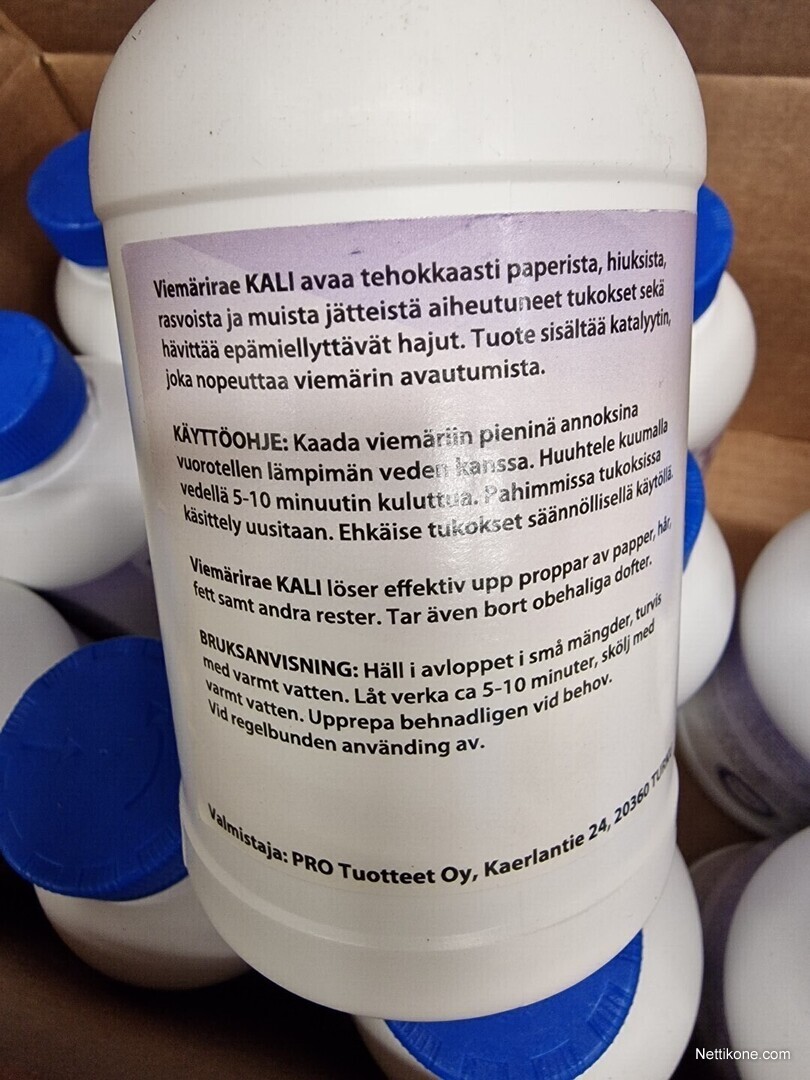 Viemärirae KALI avaa tehokkaasti paperista, hiuksista,
rasvoista ja muista jätteistä aiheutuneet tukokset sekä
hävittää epämiellyttävät hajut. Tuote sisältää katalyytin,
joka nopeuttaa viemärin avautumista.
KÄYTTÖOHJE: Kaada viemäriin pieninä annoksina
vuorotellen lämpimän veden kanssa. Huuhtele kuumalla
vedellä 5-10 minuutin kuluttua. Pahimmissa tukoksissa
käsittely uusitaan. Ehkäise tukokset säännöllisellä käytöllä.
Viemärirae KALI löser effektiv upp proppar av papper, hår,
fett samt andra rester. Tar även bort obehaliga dofter.
BRUKSANVISNING: Häll i avloppet i små mängder, turvis
med varmt vatten. Låt verka ca 5-10 minuter, skölj med
varmt vatten. Upprepa behnadligen vid behov.
Vid regelbunden använding av.
Valmistaja: PRO Tuotteet Oy, Kaerlantie 24, 20360
Nettikone.com